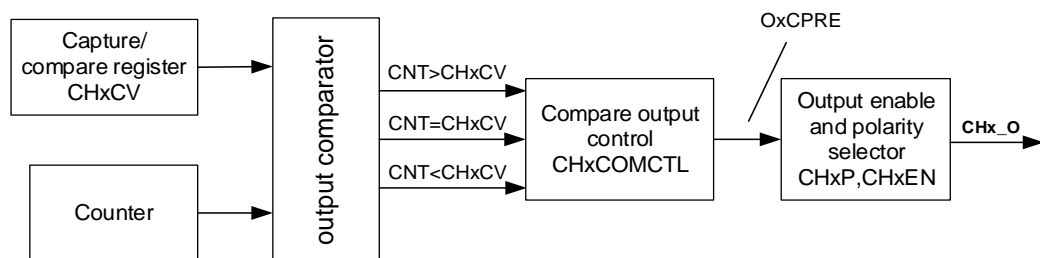 Capture/
compare register
CHxCV
Counter
output comparator
CNT>CHxCV
CNT=CHxCV
CNT<CHxCV
Compare output
control
CHxCOMCTL
OxCPRE
Output enable
and polarity
selector
CHxP,CHxEN
CHx_O